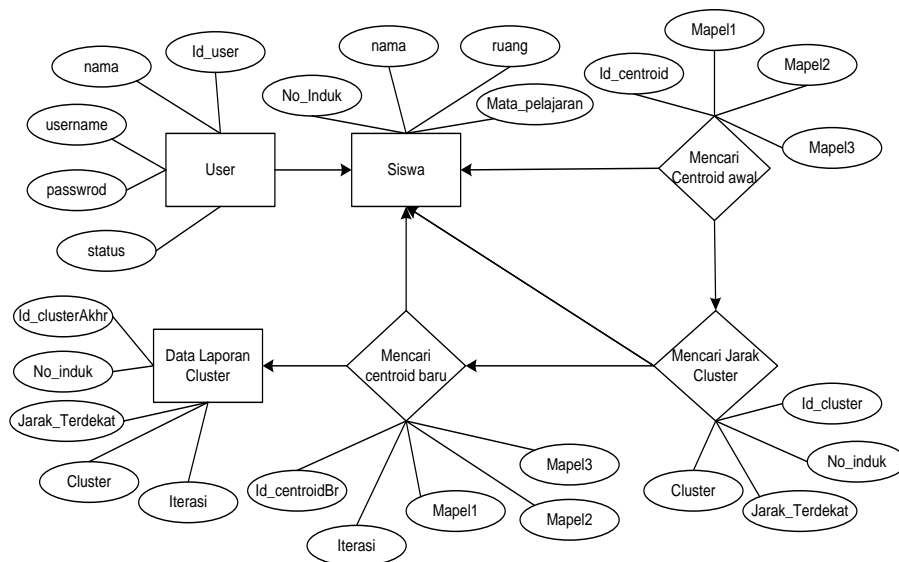 Mapel1
Id_user
nama
ruang
nama
Id_centroid
Mapel2
No_Induk
Mata_pelajaran
username
Mapel3
User
Siswa
Mencari
Centroid awal
passwrod
status
Id_clusterAkhr
Data Laporan
Cluster
Mencari
centroid baru
Mencari Jarak
Cluster
No_induk
Id_cluster
Jarak_Terdekat
Mapel3
No_induk
Cluster
Id_centroidBr
Cluster
Iterasi
Mapel1
Mapel2
Jarak_Terdekat
Iterasi